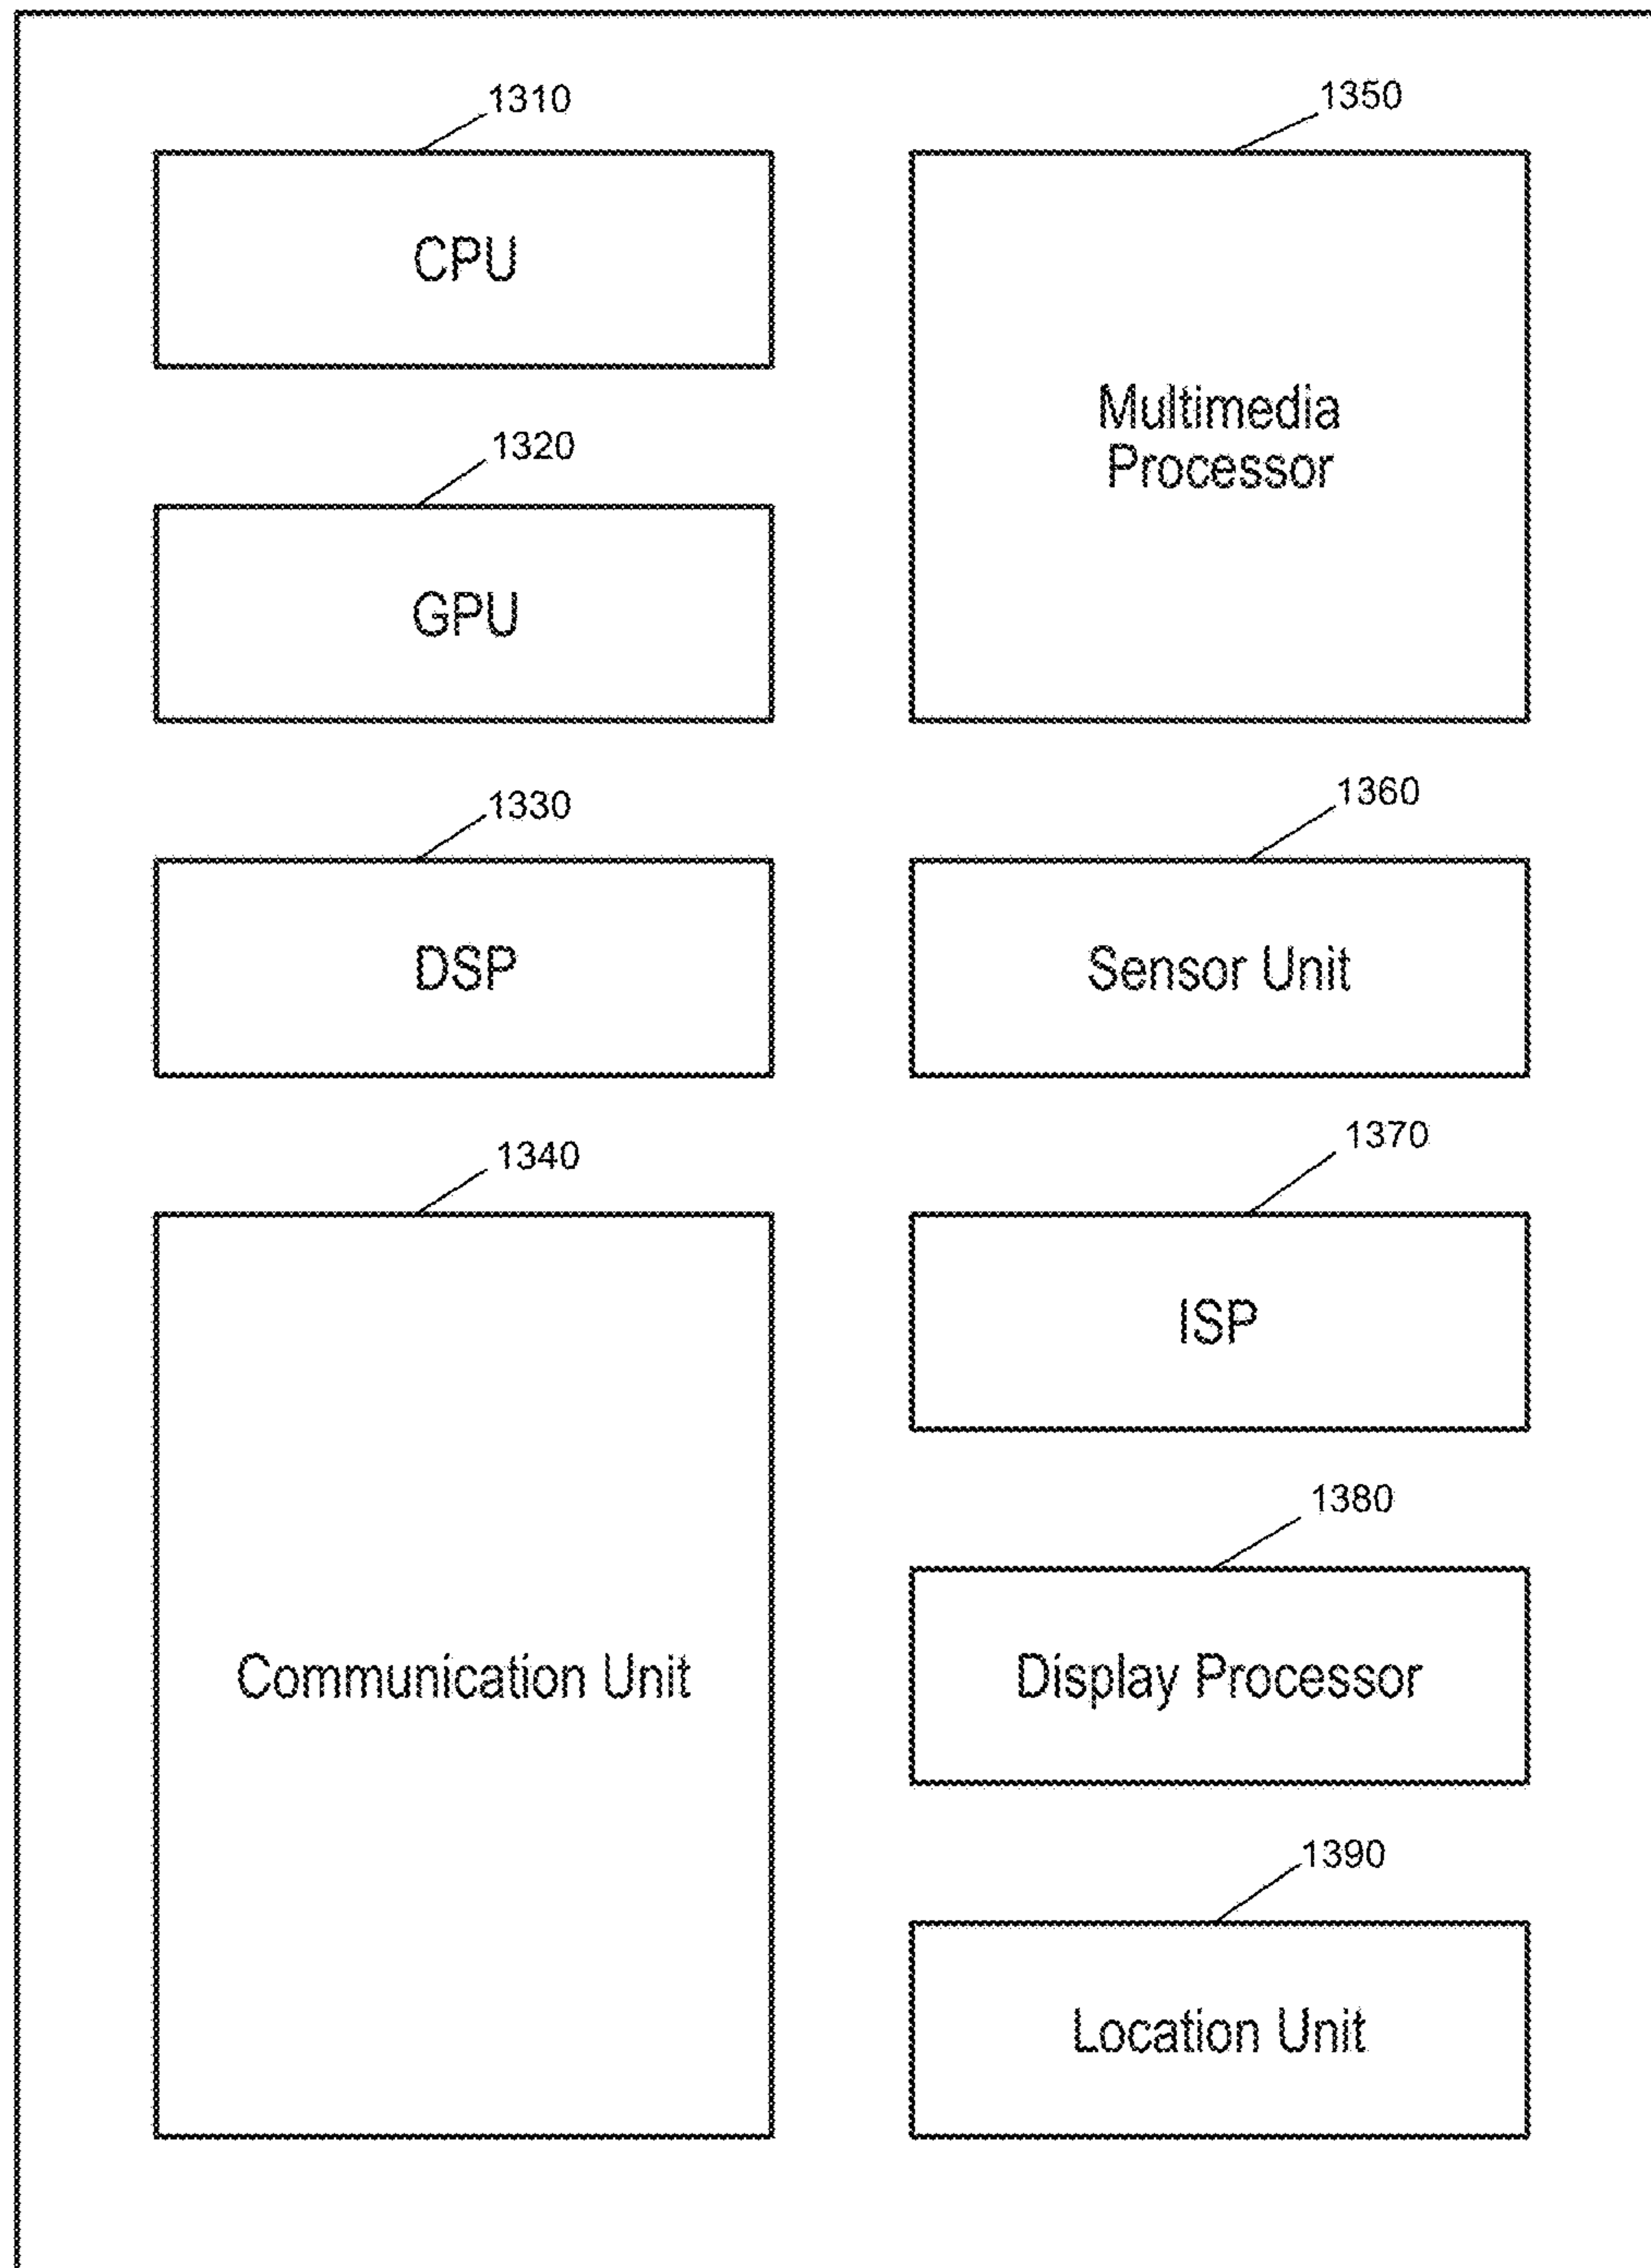 1310
CPU
1320
GPU
1330
DSP
1340
Communication Unit
1350
Multimedia
Processor
1360
Sensor Unit
1370
ISP
1380
Display Processor
1390
Location Unit